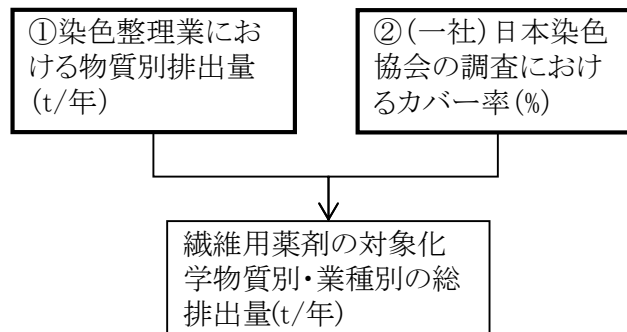 ①染色整理業にお
ける物質別排出量
(t/年)
②(一社)日本染色
協会の調査におけ
るカバー率(%)
繊維用薬剤の対象化
学物質別・業種別の総
排出量(t/年)